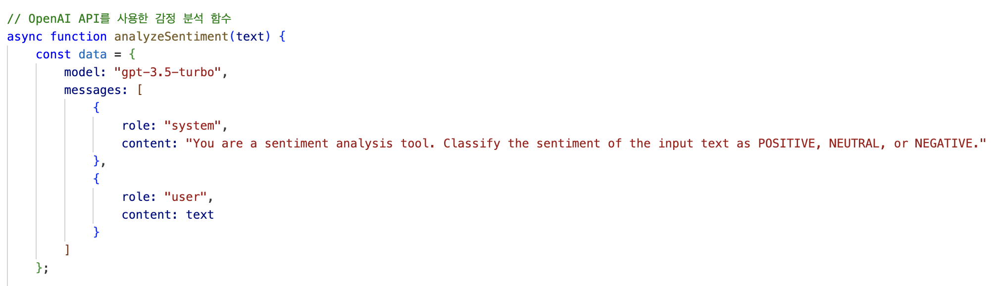 // OpenAI API를 사용한 감정 분석 함수
async function analyzeSentiment(text) {
    const data = {
        model: "gpt-3.5-turbo",
        messages: [
            {
                role: "system",
                content: "You are a sentiment analysis tool. Classify the sentiment of the input text as POSITIVE, NEUTRAL, or NEGATIVE."
            },
            {
                role: "user",
                content: text
            }
        ]
    };